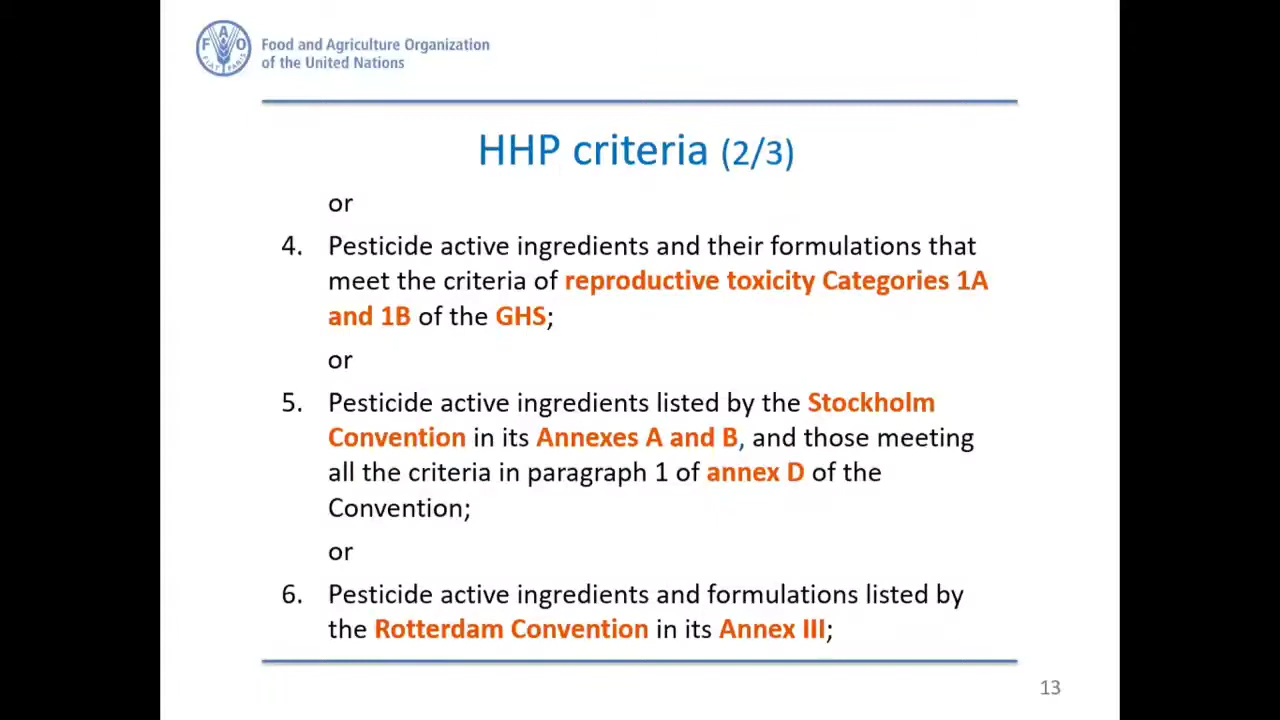 FAO
FIAT PANIS
Food and Agriculture Organization
of the United Nations
HHP criteria (2/3)
or
4. Pesticide active ingredients and their formulations that
meet the criteria of reproductive toxicity Categories 1A
and 1B of the GHS;
or
5. Pesticide active ingredients listed by the Stockholm
Convention in its Annexes A and B, and those meeting
all the criteria in paragraph 1 of annex D of the
Convention;
or
6. Pesticide active ingredients and formulations listed by
the Rotterdam Convention in its Annex III;
13